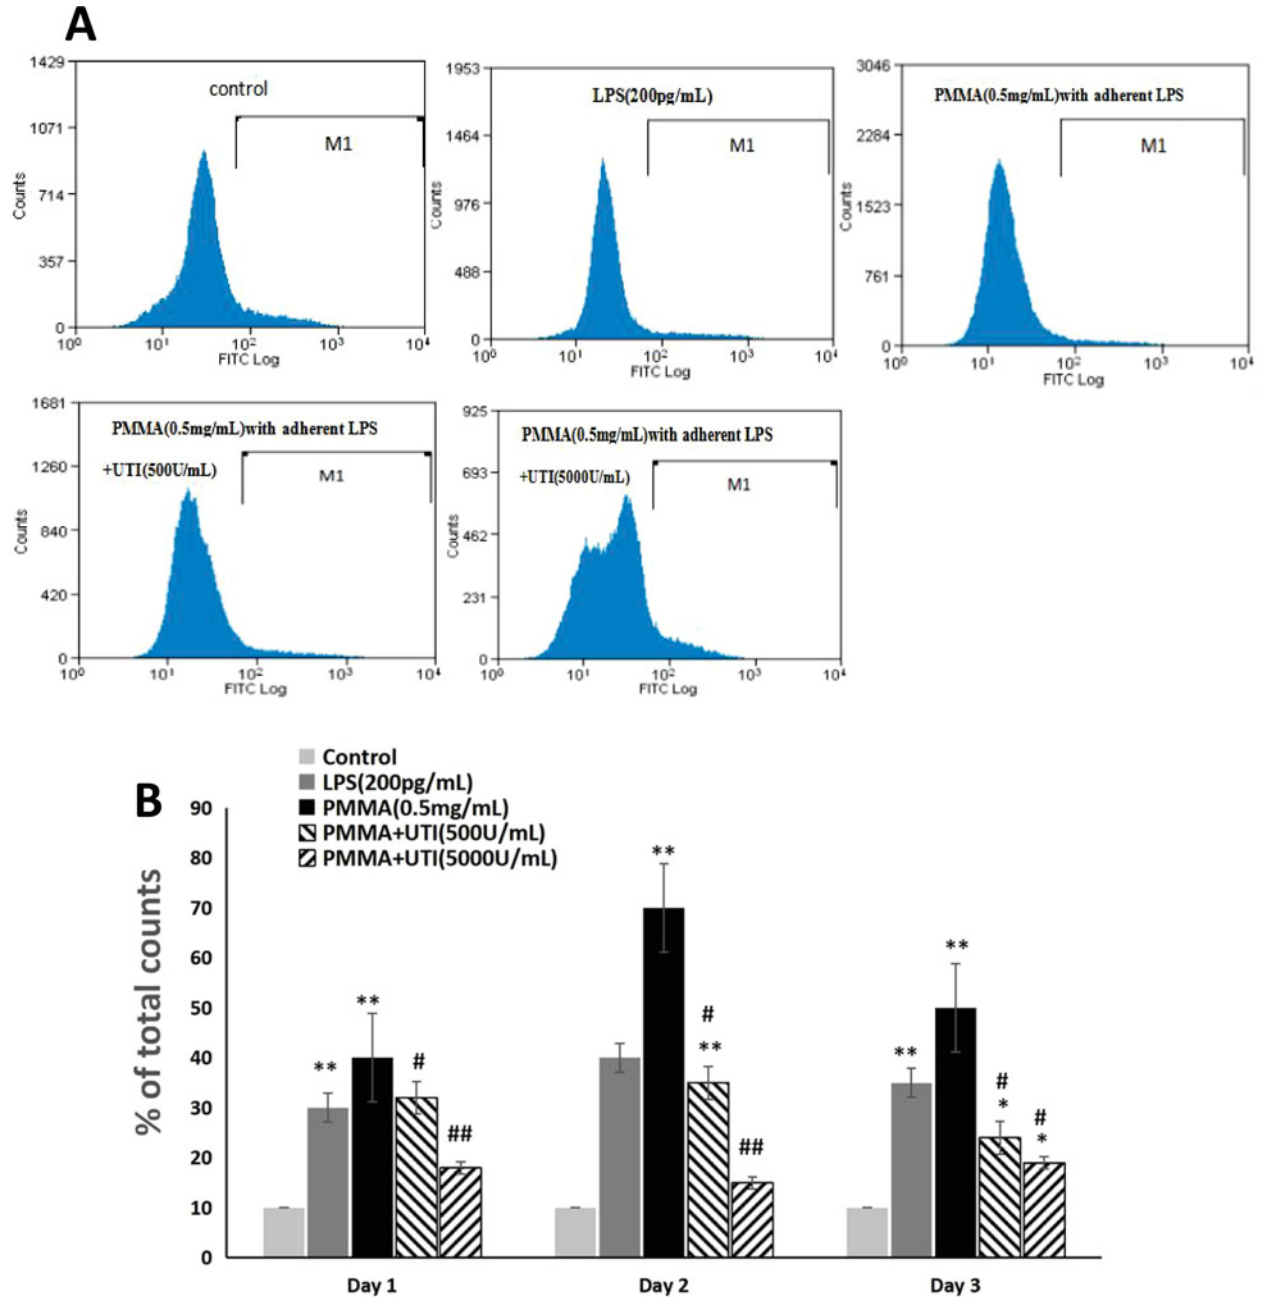 A
1429
1071
714
357
0
Counts
control
M1
10⁰
10¹
10²
10³
10⁴
FITC Log
1953
1464
976
488
0
Counts
LPS(200pg/mL)
M1
10⁰
10¹
10²
10³
10⁴
FITC Log
3046
2284
1523
761
0
Counts
PMMA(0.5mg/mL)with adherent LPS
M1
10⁰
10¹
10²
10³
10⁴
FITC Log
1681
1260
840
420
0
Counts
PMMA(0.5mg/mL)with adherent LPS
+UTI(500U/mL)
M1
10⁰
10¹
10²
10³
10⁴
FITC Log
925
693
462
231
0
Counts
PMMA(0.5mg/mL)with adherent LPS
+UTI(5000U/mL)
M1
10⁰
10¹
10²
10³
10⁴
FITC Log
B
Control
LPS(200pg/mL)
PMMA(0.5mg/mL)
PMMA+UTI(500U/mL)
PMMA+UTI(5000U/mL)
% of total counts
90
80
70
60
50
40
30
20
10
0
**
**
#
##
**
#
**
##
**
**
#
*
#
*
Day 1
Day 2
Day 3